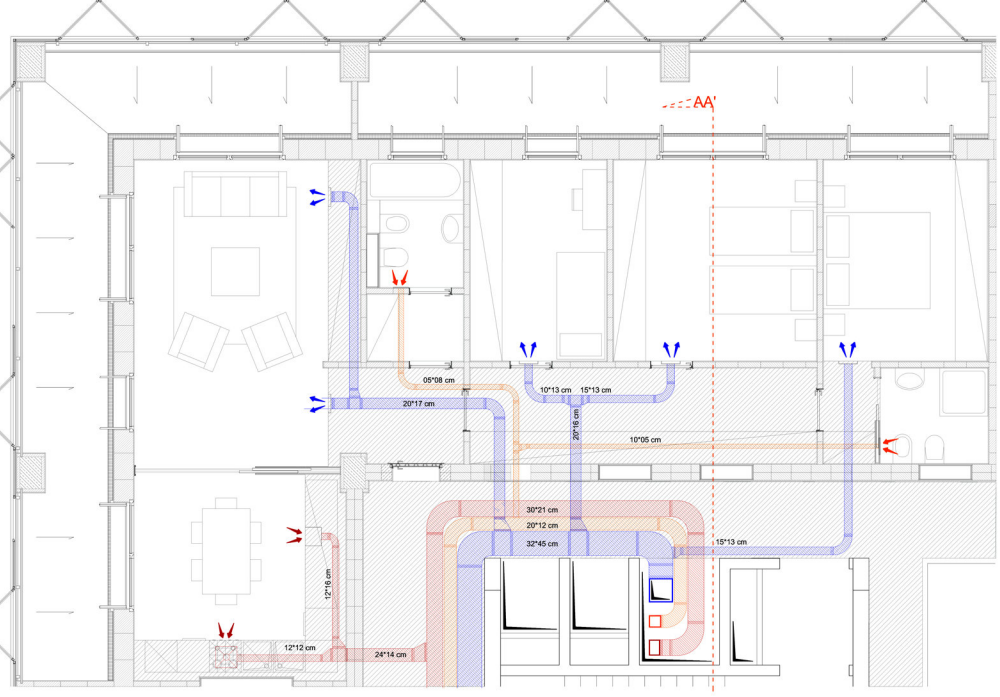 AA'
05*08 cm
10*13 cm
15*13 cm
20*17 cm
20*16 cm
10*05 cm
30*21 cm
20*12 cm
32*45 cm
15*13 cm
12*16 cm
12*12 cm
24*14 cm